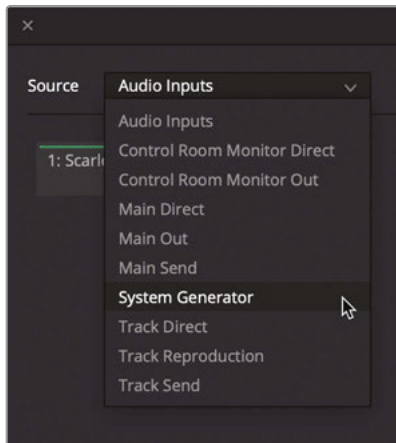 Source Audio Inputs
Audio Inputs
1:
Control Room Monitor Direct
Control Room Monitor Out
Main Direct
Main Out
Main Send
System Generator
Track Direct
Track Reproduction
Track Send